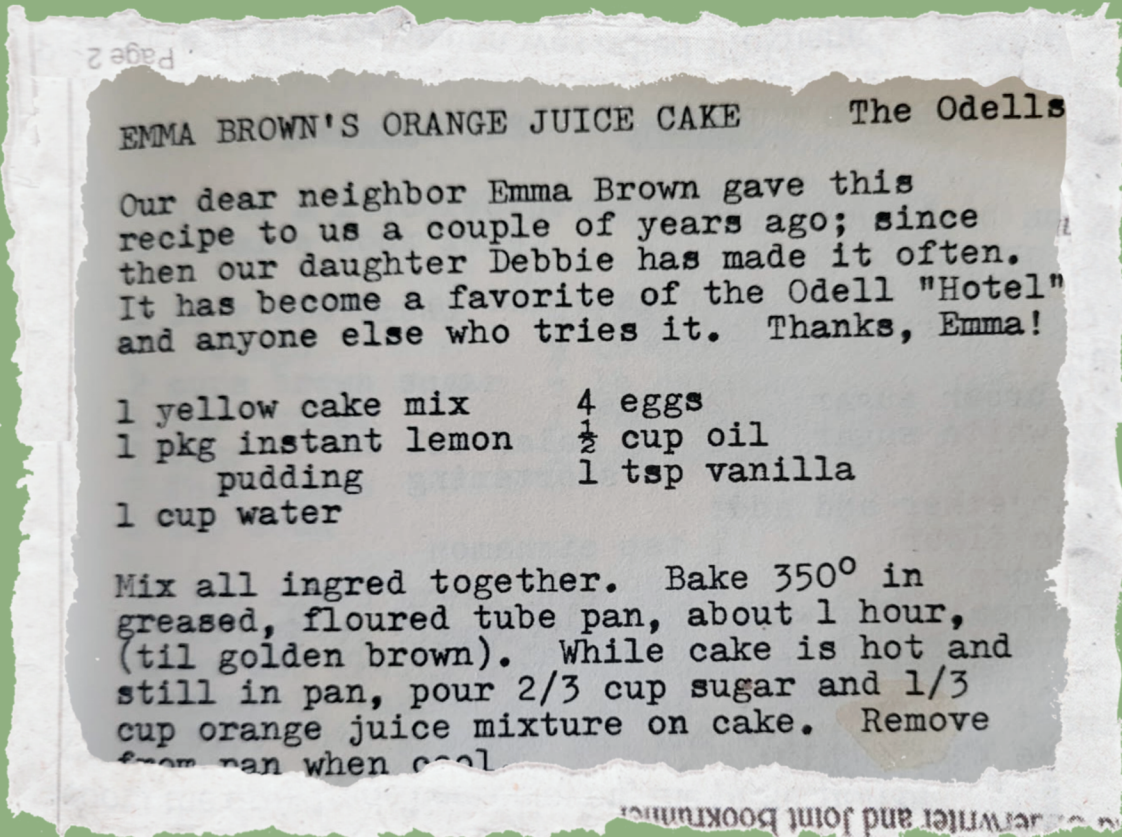 Page 2
EMMA BROWN'S ORANGE JUICE CAKE The Odells
Our dear neighbor Emma Brown gave this
recipe to us a couple of years ago; since
then our daughter Debbie has made it often.
It has become a favorite of the Odell "Hotel"
and anyone else who tries it. Thanks, Emma!
1 yellow cake mix 4 eggs
1 pkg instant lemon ½ cup oil
pudding 1 tsp vanilla
1 cup water
Mix all ingred together. Bake 350º in
greased, floured tube pan, about 1 hour,
(til golden brown). While cake is hot and
still in pan, pour 2/3 cup sugar and 1/3
cup orange juice mixture on cake. Remove
from pan when cool
and Joint Bookrunner